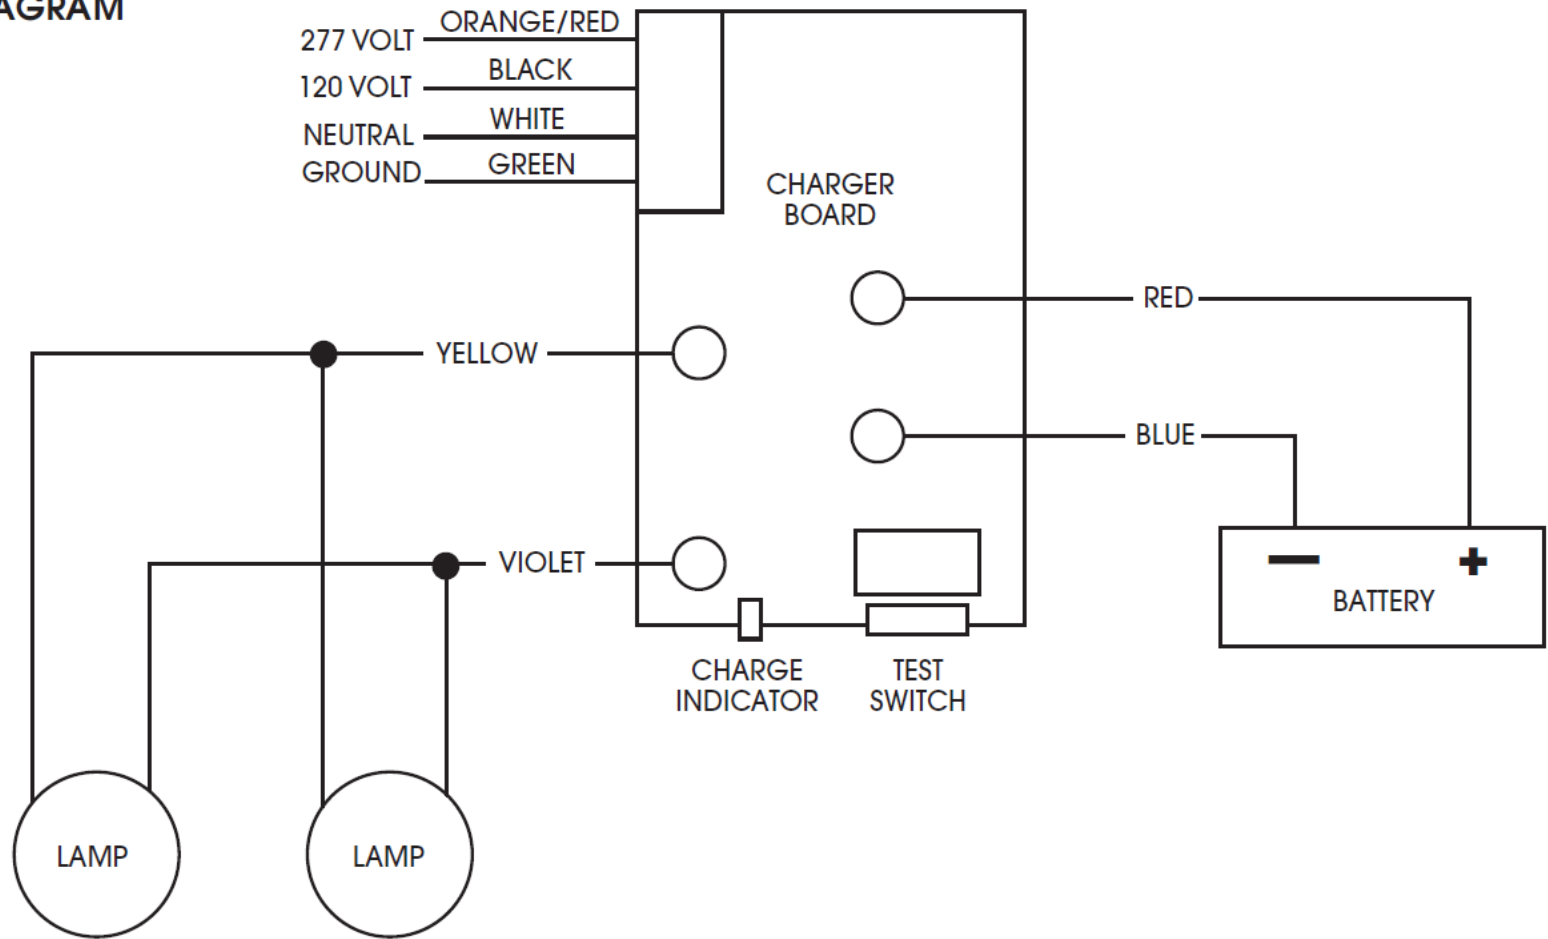 AGRAM
277 VOLT ORANGE/RED
120 VOLT BLACK
NEUTRAL WHITE
GROUND GREEN
CHARGER
BOARD
RED
YELLOW
BLUE
VIOLET
— +
BATTERY
CHARGE
INDICATOR
TEST
SWITCH
LAMP
LAMP